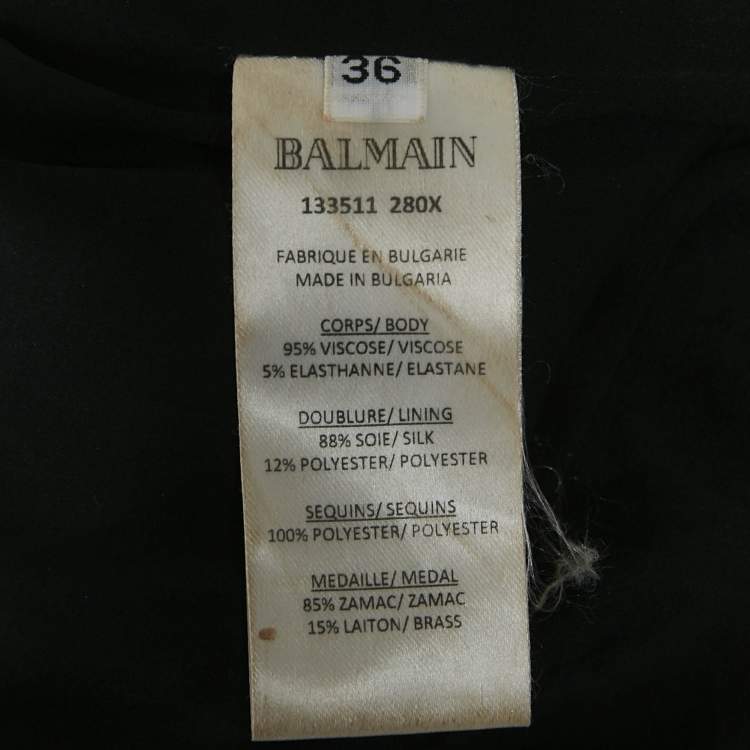 36
BALMAIN
133511 280X
FABRIQUE EN BULGARIE
MADE IN BULGARIA
CORPS/ BODY
95% VISCOSE/ VISCOSE
5% ELASTHANNE/ ELASTANE
DOUBLURE/ LINING
88% SOIE/ SILK
12% POLYESTER/ POLYESTER
SEQUINS/ SEQUINS
100% POLYESTER/ POLYESTER
MEDAILLE/ MEDAL
85% ZAMAC/ ZAMAC
15% LAITON/ BRASS